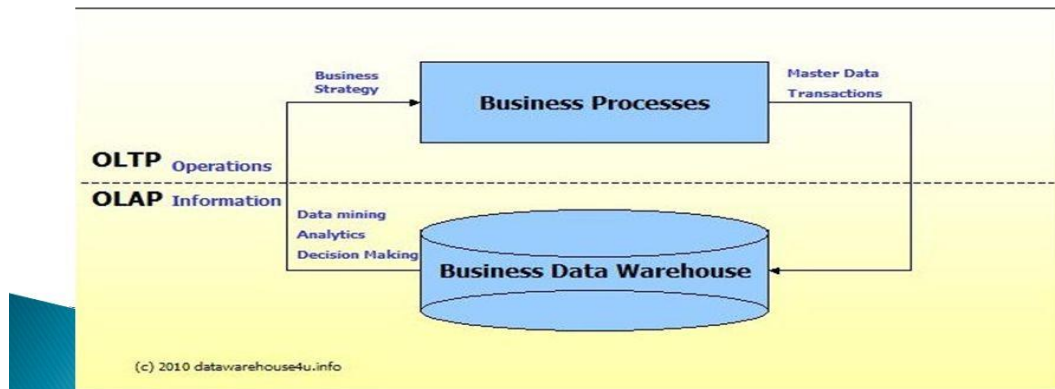 Business
Strategy
Business Processes
Master Data
Transactions
OLTP Operations
OLAP Information
Data mining
Analytics
Decision Making
Business Data Warehouse
(c) 2010 datawarehouse4u.info